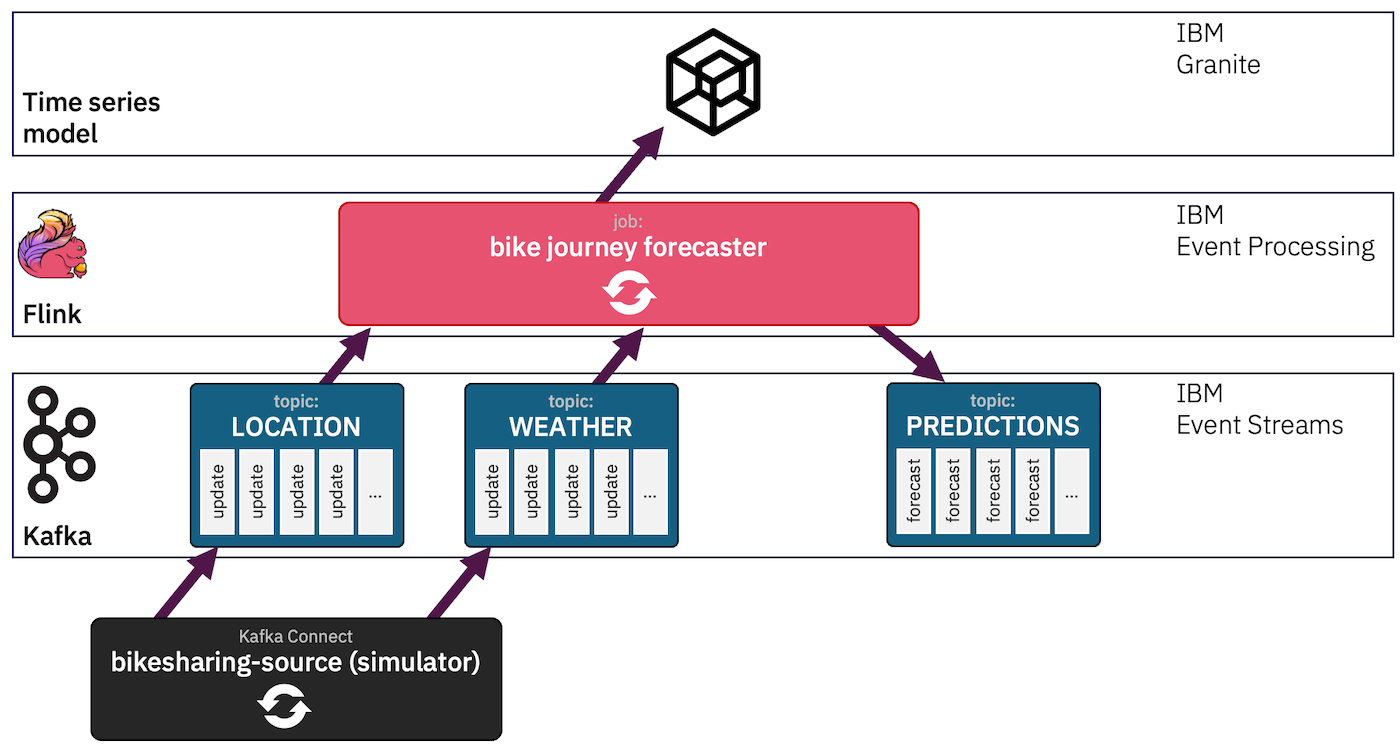 IBM
Granite
Time series
model
job:
bike journey forecaster
IBM
Event Processing
Flink
topic:
LOCATION
update
update
update
update
...
topic:
WEATHER
update
update
update
update
...
topic:
PREDICTIONS
forecast
forecast
forecast
forecast
...
IBM
Event Streams
Kafka
Kafka Connect
bikesharing-source (simulator)